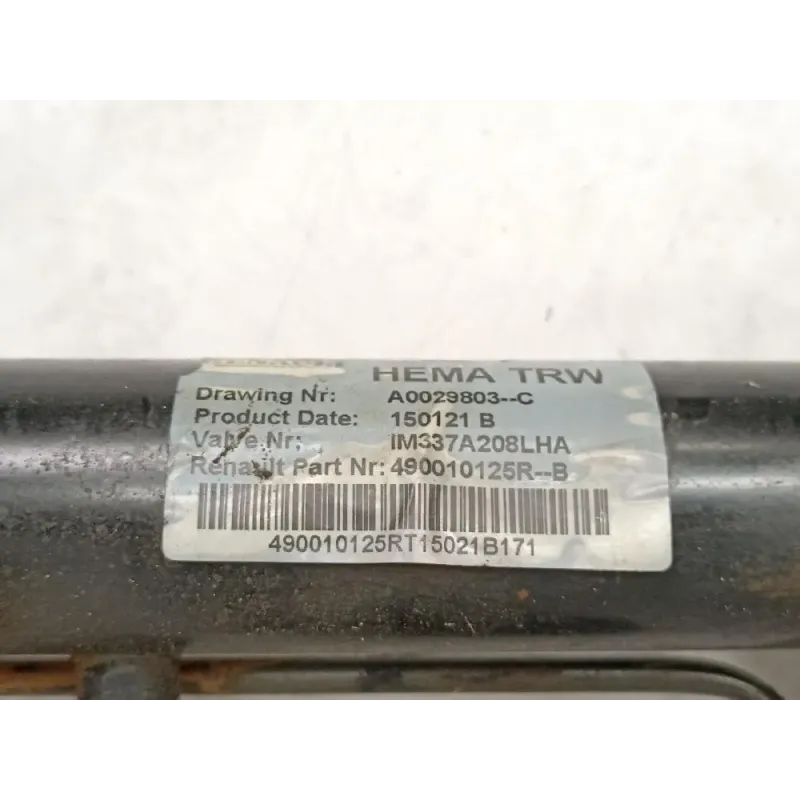 HEMA TRW
Drawing Nr: A0029803--C
Product Date: 150121 B
Valve Nr: IM337A208LHA
Renault Part Nr: 490010125R--B
490010125RT15021B171